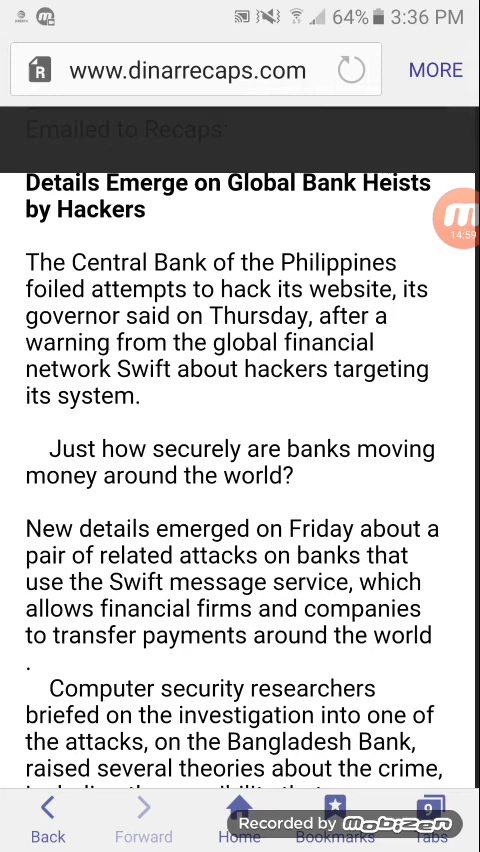 64% 3:36 PM
www.dinarrecaps.com
MORE
Emailed to Recaps:
Details Emerge on Global Bank Heists
by Hackers
14:59
The Central Bank of the Philippines
foiled attempts to hack its website, its
governor said on Thursday, after a
warning from the global financial
network Swift about hackers targeting
its system.
Just how securely are banks moving
money around the world?
New details emerged on Friday about a
pair of related attacks on banks that
use the Swift message service, which
allows financial firms and companies
to transfer payments around the world
.
Computer security researchers
briefed on the investigation into one of
the attacks, on the Bangladesh Bank,
raised several theories about the crime,
9
Recorded by Mobizen
Back Forward Home Bookmarks Tabs